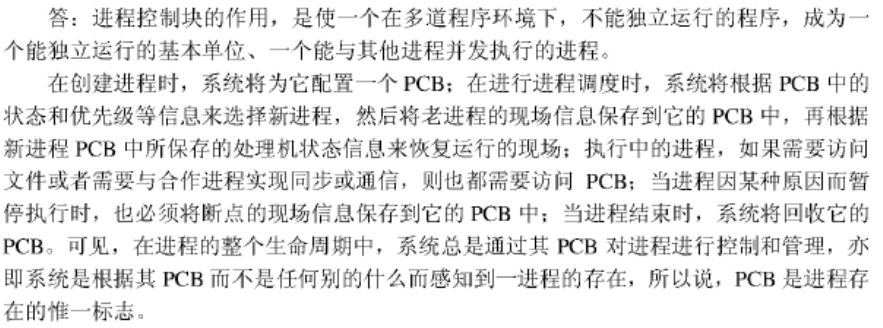 答：进程控制块的作用，是使一个在多道程序环境下，不能独立运行的程序，成为一
个能独立运行的基本单位、一个能与其他进程并发执行的进程。
在创建进程时，系统将为它配置一个 PCB；在进行进程调度时，系统将根据 PCB 中的
状态和优先级等信息来选择新进程，然后将老进程的现场信息保存到它的 PCB 中，再根据
新进程 PCB 中所保存的处理机状态信息来恢复运行的现场；执行中的进程，如果需要访问
文件或者需要与合作进程实现同步或通信，则也都需要访问 PCB；当进程因某种原因而暂
停执行时，也必须将断点的现场信息保存到它的 PCB 中；当进程结束时，系统将回收它的
PCB。可见，在进程的整个生命周期中，系统总是通过其 PCB 对进程进行控制和管理，亦
即系统是根据其 PCB 而不是任何别的什么而感知到一进程的存在，所以说，PCB 是进程存
在的惟一标志。